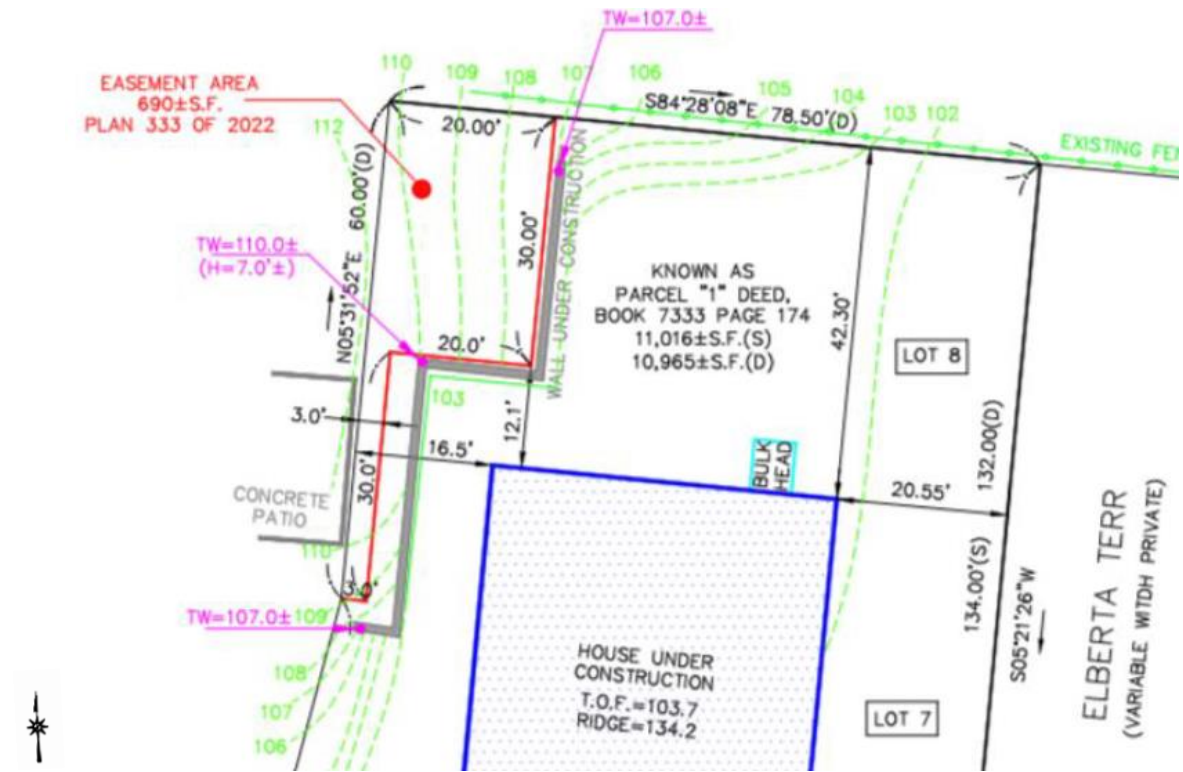 TW=107.0±
110
109
108
107
106
105
104
103
102
S84°28'08"E 78.50'(D)
EXISTING FE
EASEMENT AREA
690±S.F.
PLAN 333 OF 2022
112
20.00'
N05°31'52"E 60.00'(D)
30.00'
WALL UNDER CONSTRUCTION
TW=110.0±
(H=7.0'±)
KNOWN AS
PARCEL "1" DEED,
BOOK 7333 PAGE 174
11,016±S.F.(S)
10,965±S.F.(D)
42.30'
LOT 8
20.0'
103
3.0'
16.5'
12.1'
30.0'
BULK
HEAD
20.55'
132.00(D)
134.00'(S)
S05°21'26"W
ELBERTA TERR
(VARIABLE WITDH PRIVATE)
CONCRETE
PATIO
110
3.0'
TW=107.0±
109
108
107
106
HOUSE UNDER
CONSTRUCTION
T.O.F.=103.7
RIDGE=134.2
LOT 7